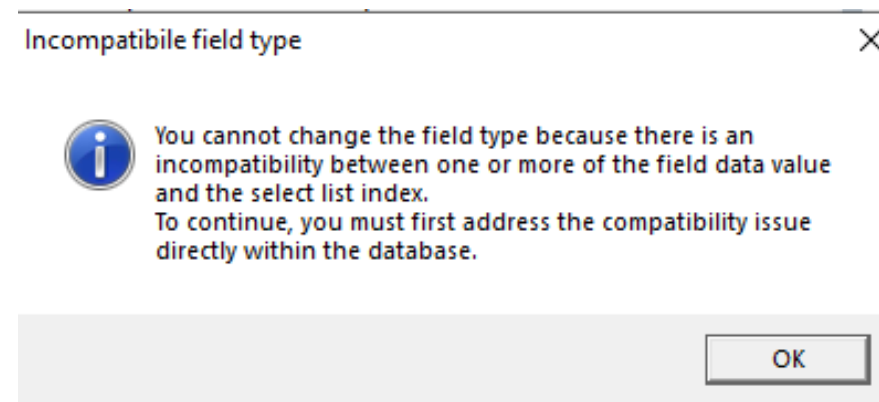 Incompatibile field type
You cannot change the field type because there is an
incompatibility between one or more of the field data value
and the select list index.
To continue, you must first address the compatibility issue
directly within the database.
OK